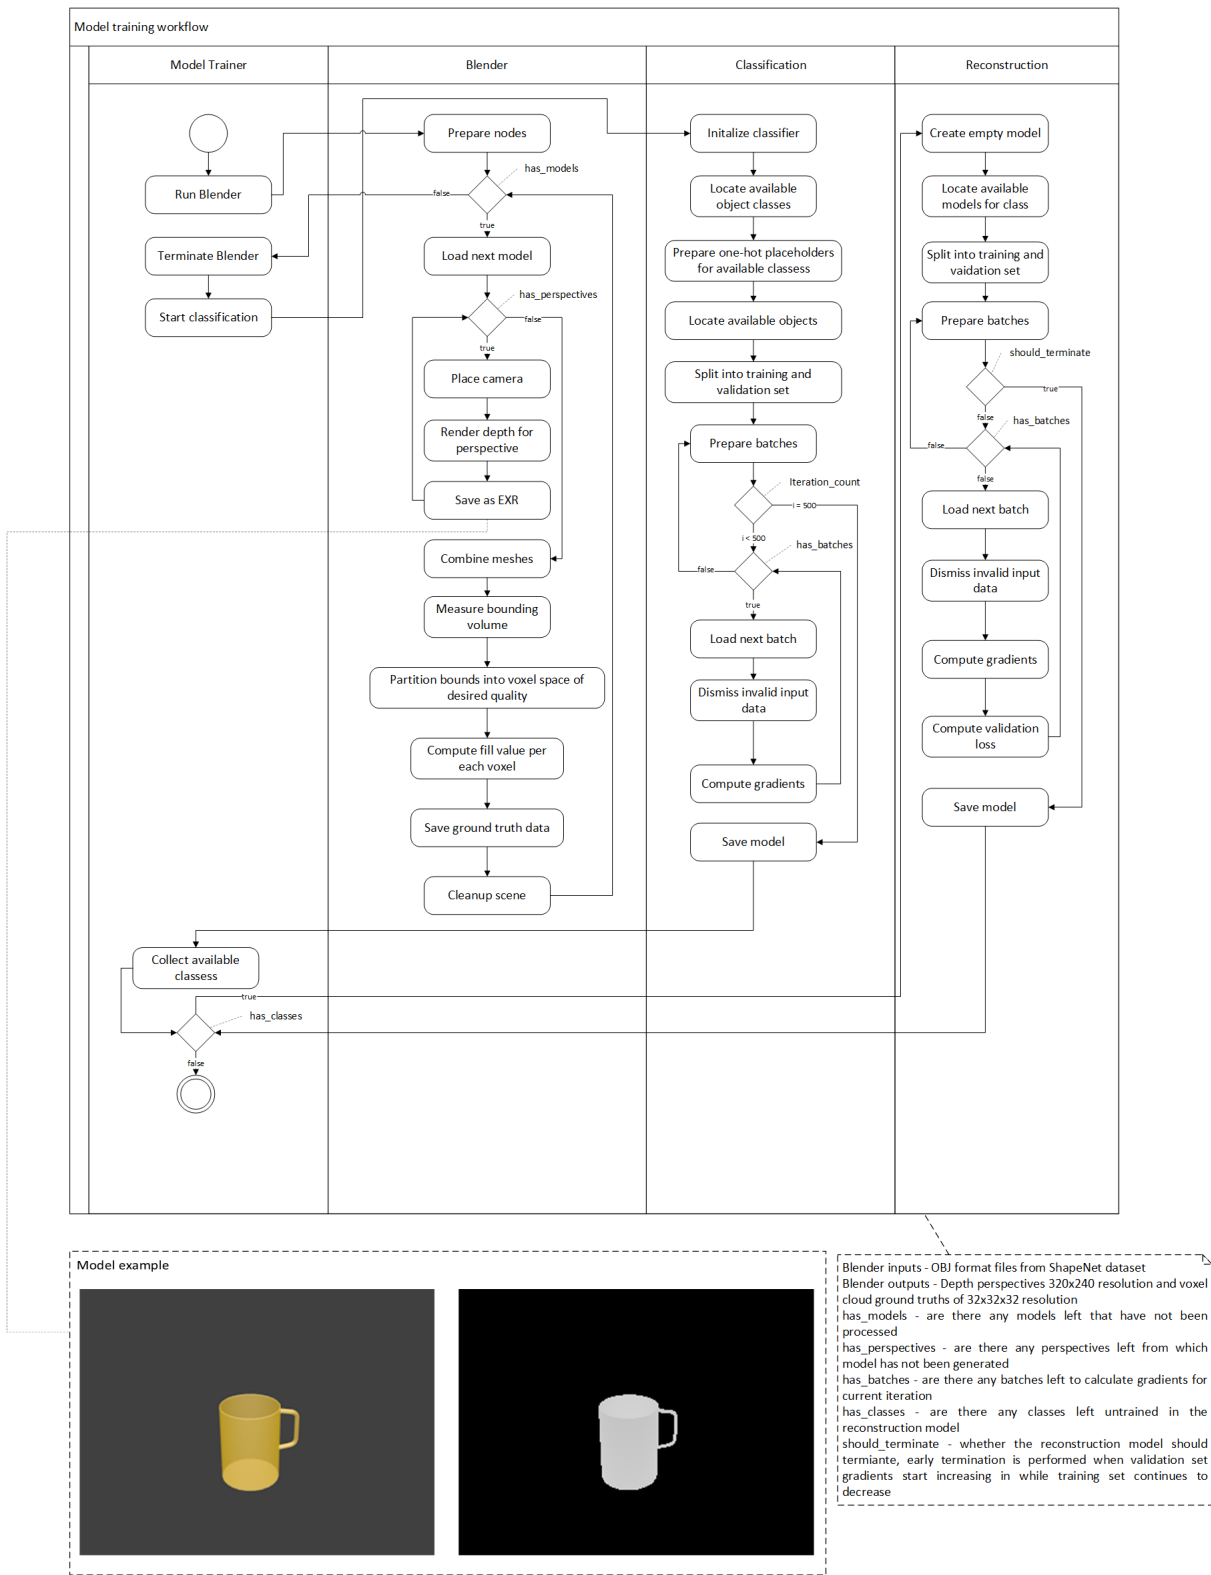 Model training workflow
Model Trainer
Blender
Classification
Reconstruction
Run Blender
Terminate Blender
Start classification
Collect available
classess
true
has_classes
false
Prepare nodes
has_models
false
true
Load next model
has_perspectives
false
true
Place camera
Render depth for
perspective
Save as EXR
Combine meshes
Measure bounding
volume
Partition bounds into voxel space of
desired quality
Compute fill value per
each voxel
Save ground truth data
Cleanup scene
Initalize classifier
Locate available
object classes
Prepare one-hot placeholders
for available classess
Locate available objects
Split into training and
validation set
Prepare batches
Iteration_count
i = 500
i < 500
has_batches
false
true
Load next batch
Dismiss invalid input
data
Compute gradients
Save model
Create empty model
Locate available
models for class
Split into training and
vaidation set
Prepare batches
should_terminate
true
false
has_batches
false
false
Load next batch
Dismiss invalid input
data
Compute gradients
Compute validation
loss
Save model
Model example
Blender inputs - OBJ format files from ShapeNet dataset
Blender outputs - Depth perspectives 320x240 resolution and voxel
cloud ground truths of 32x32x32 resolution
has_models - are there any models left that have not been
processed
has_perspectives - are there any perspectives left from which
model has not been generated
has_batches - are there any batches left to calculate gradients for
current iteration
has_classes - are there any classes left untrained in the
reconstruction model
should_terminate - whether the reconstruction model should
termiante, early termination is performed when validation set
gradients start increasing in while training set continues to
decrease